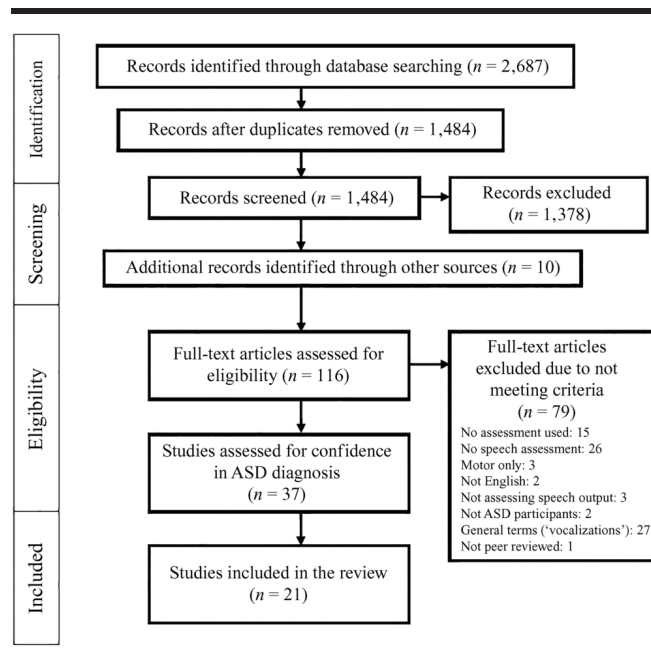 Identification
Records identified through database searching (n = 2,687)
Records after duplicates removed (n = 1,484)
Screening
Records screened (n = 1,484)
Records excluded
(n = 1,378)
Additional records identified through other sources (n = 10)
Eligibility
Full-text articles assessed for
eligibility (n = 116)
Full-text articles
excluded due to not
meeting criteria
(n = 79)
No assessment used: 15
No speech assessment: 26
Motor only: 3
Not English: 2
Not assessing speech output: 3
Not ASD participants: 2
General terms (‘vocalizations’): 27
Not peer reviewed: 1
Studies assessed for confidence
in ASD diagnosis
(n = 37)
Included
Studies included in the review
(n = 21)